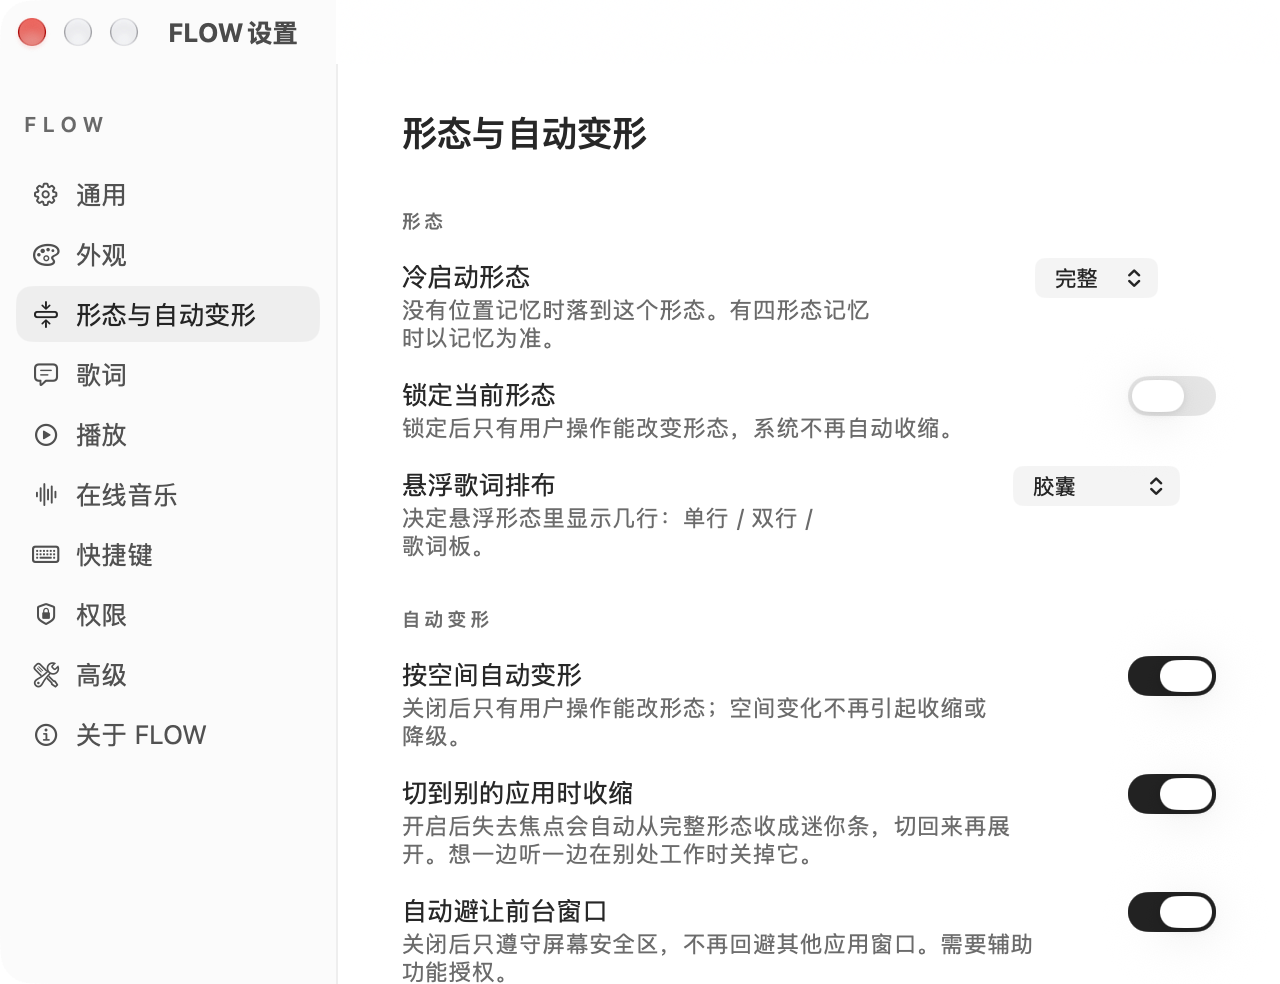 FLOW 设置
FLOW
通用
外观
形态与自动变形
歌词
播放
在线音乐
快捷键
权限
高级
关于 FLOW
形态与自动变形
形态
冷启动形态
完整
没有位置记忆时落到这个形态。有四形态记忆
时以记忆为准。
锁定当前形态
锁定后只有用户操作能改变形态，系统不再自动收缩。
悬浮歌词排布
胶囊
决定悬浮形态里显示几行：单行 / 双行 /
歌词板。
自动变形
按空间自动变形
关闭后只有用户操作能改形态；空间变化不再引起收缩或
降级。
切到别的应用时收缩
开启后失去焦点会自动从完整形态收成迷你条，切回来再展
开。想一边听一边在别处工作时关掉它。
自动避让前台窗口
关闭后只遵守屏幕安全区，不再回避其他应用窗口。需要辅助
功能授权。